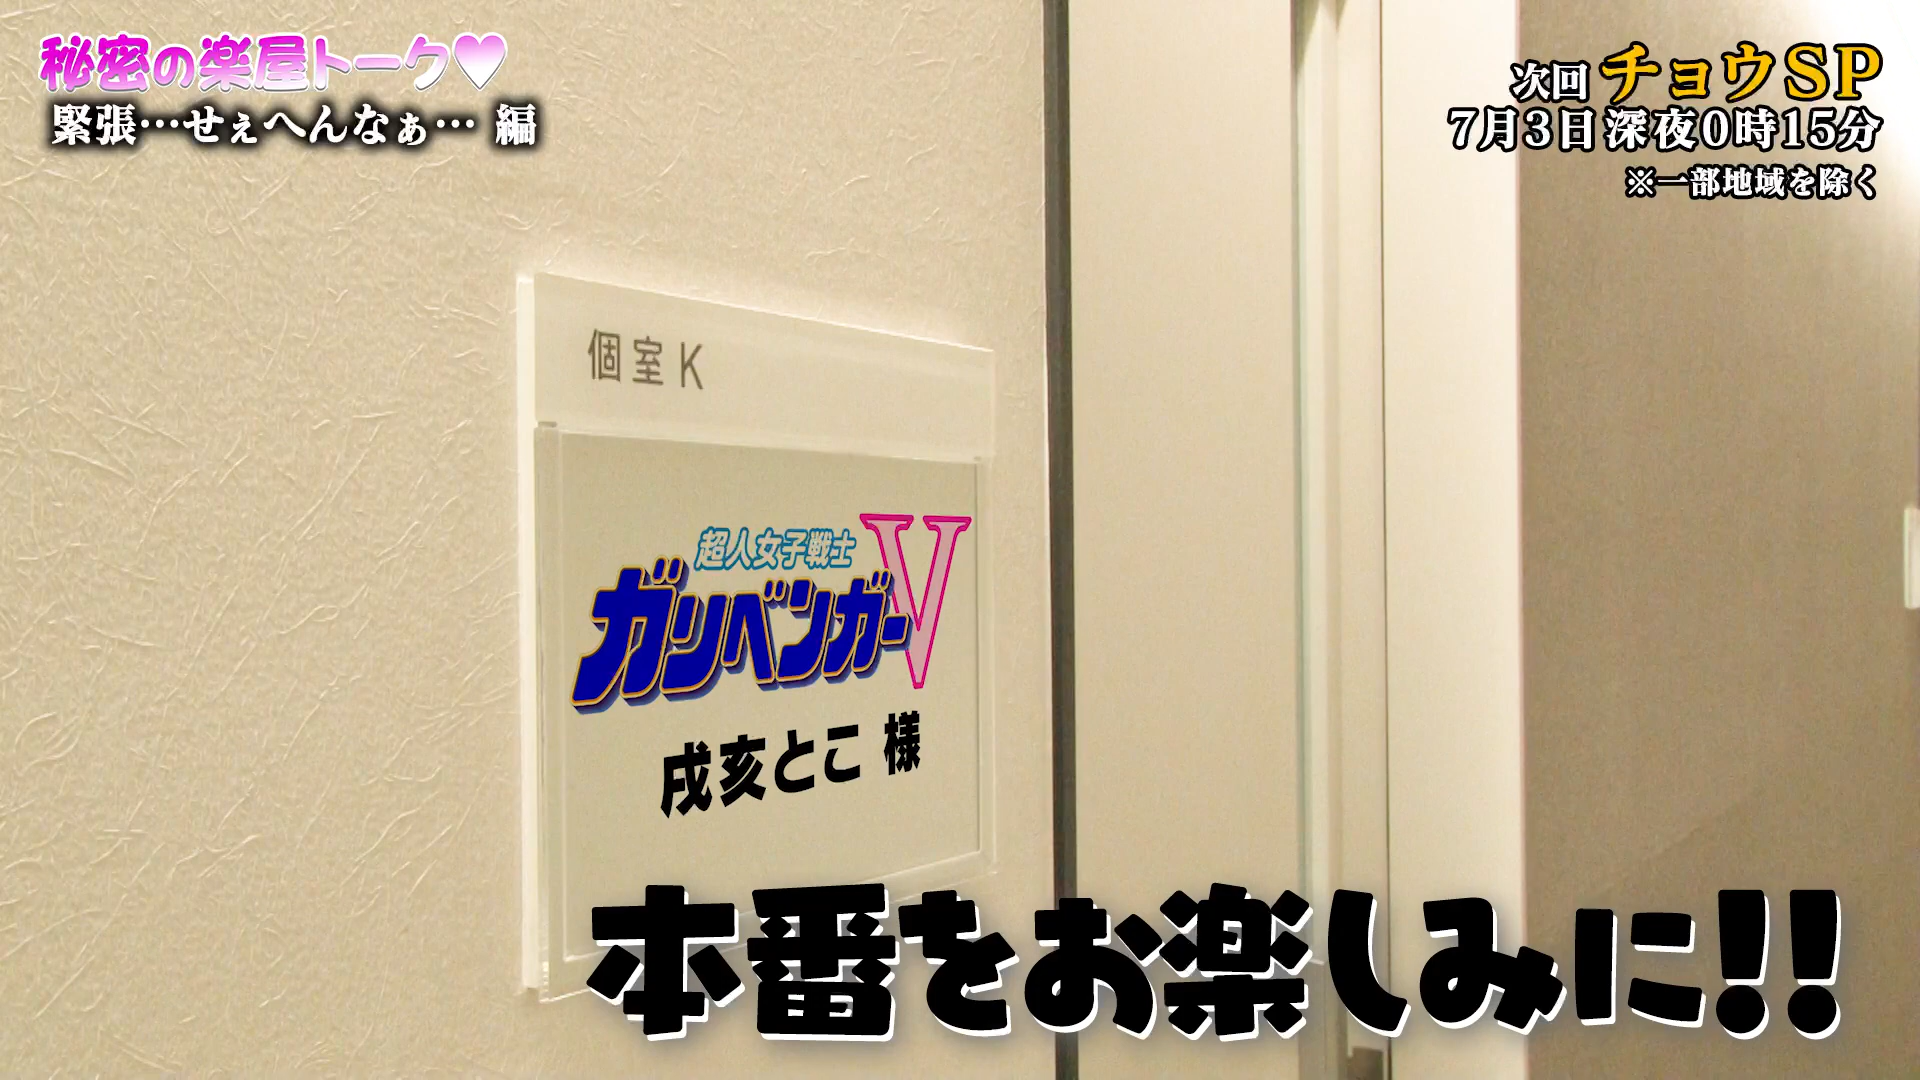 秘密の楽屋トーク♥
緊張…せぇへんなぁ… 編
次回 チョウSP
7月3日 深夜0時15分
※一部地域を除く
個室 K
超人女子戦士
ガリベンガーV
戌亥とこ 様
本番をお楽しみに!!